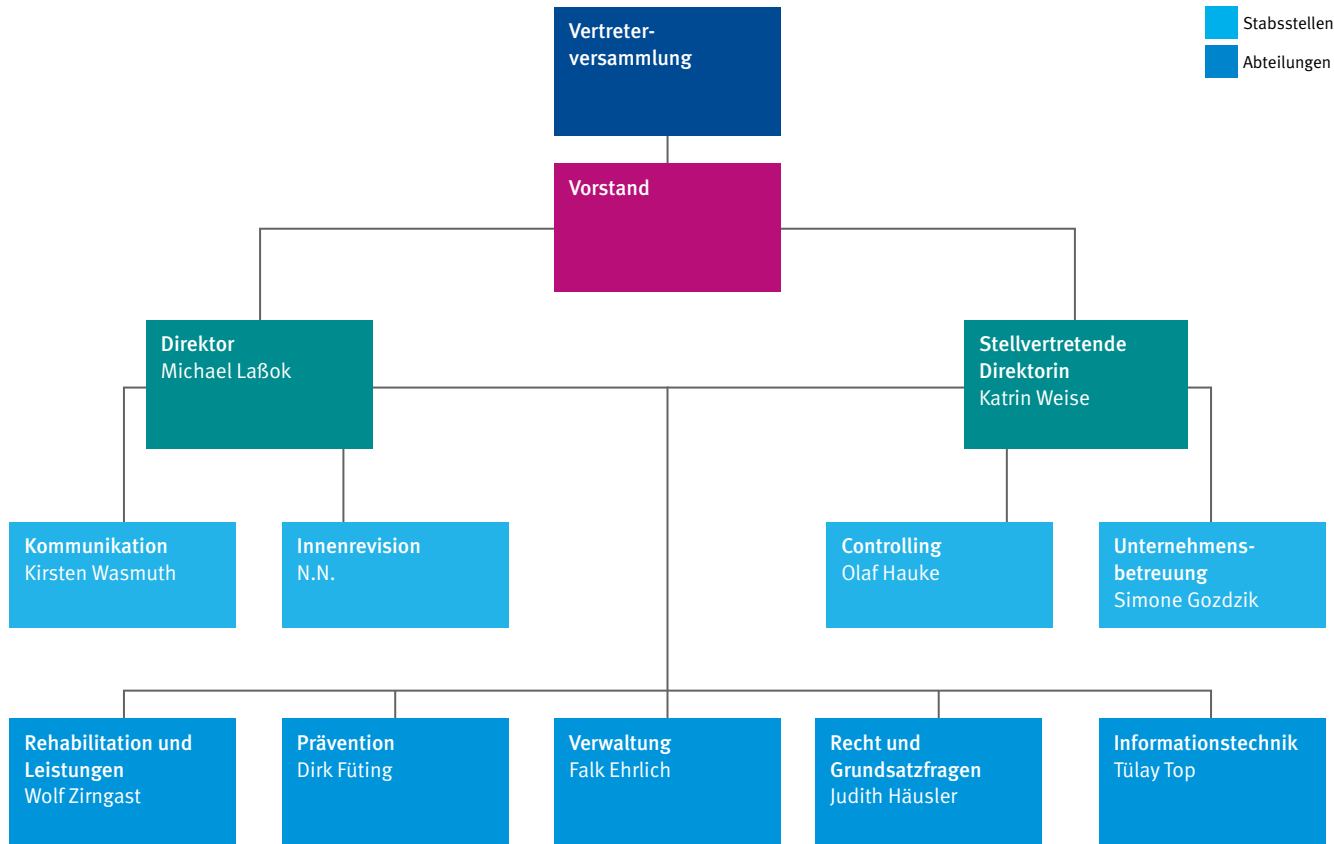 Vertreter-
versammlung
Stabsstellen
Abteilungen
Vorstand
Direktor
Michael Laßok
Stellvertretende
Direktorin
Katrin Weise
Kommunikation
Kirsten Wasmuth
Innenrevision
N.N.
Controlling
Olaf Hauke
Unternehmens-
betreuung
Simone Gozdzik
Rehabilitation und
Leistungen
Wolf Zirngast
Prävention
Dirk Füting
Verwaltung
Falk Ehrlich
Recht und
Grundsatzfragen
Judith Häusler
Informationstechnik
Tülay Top